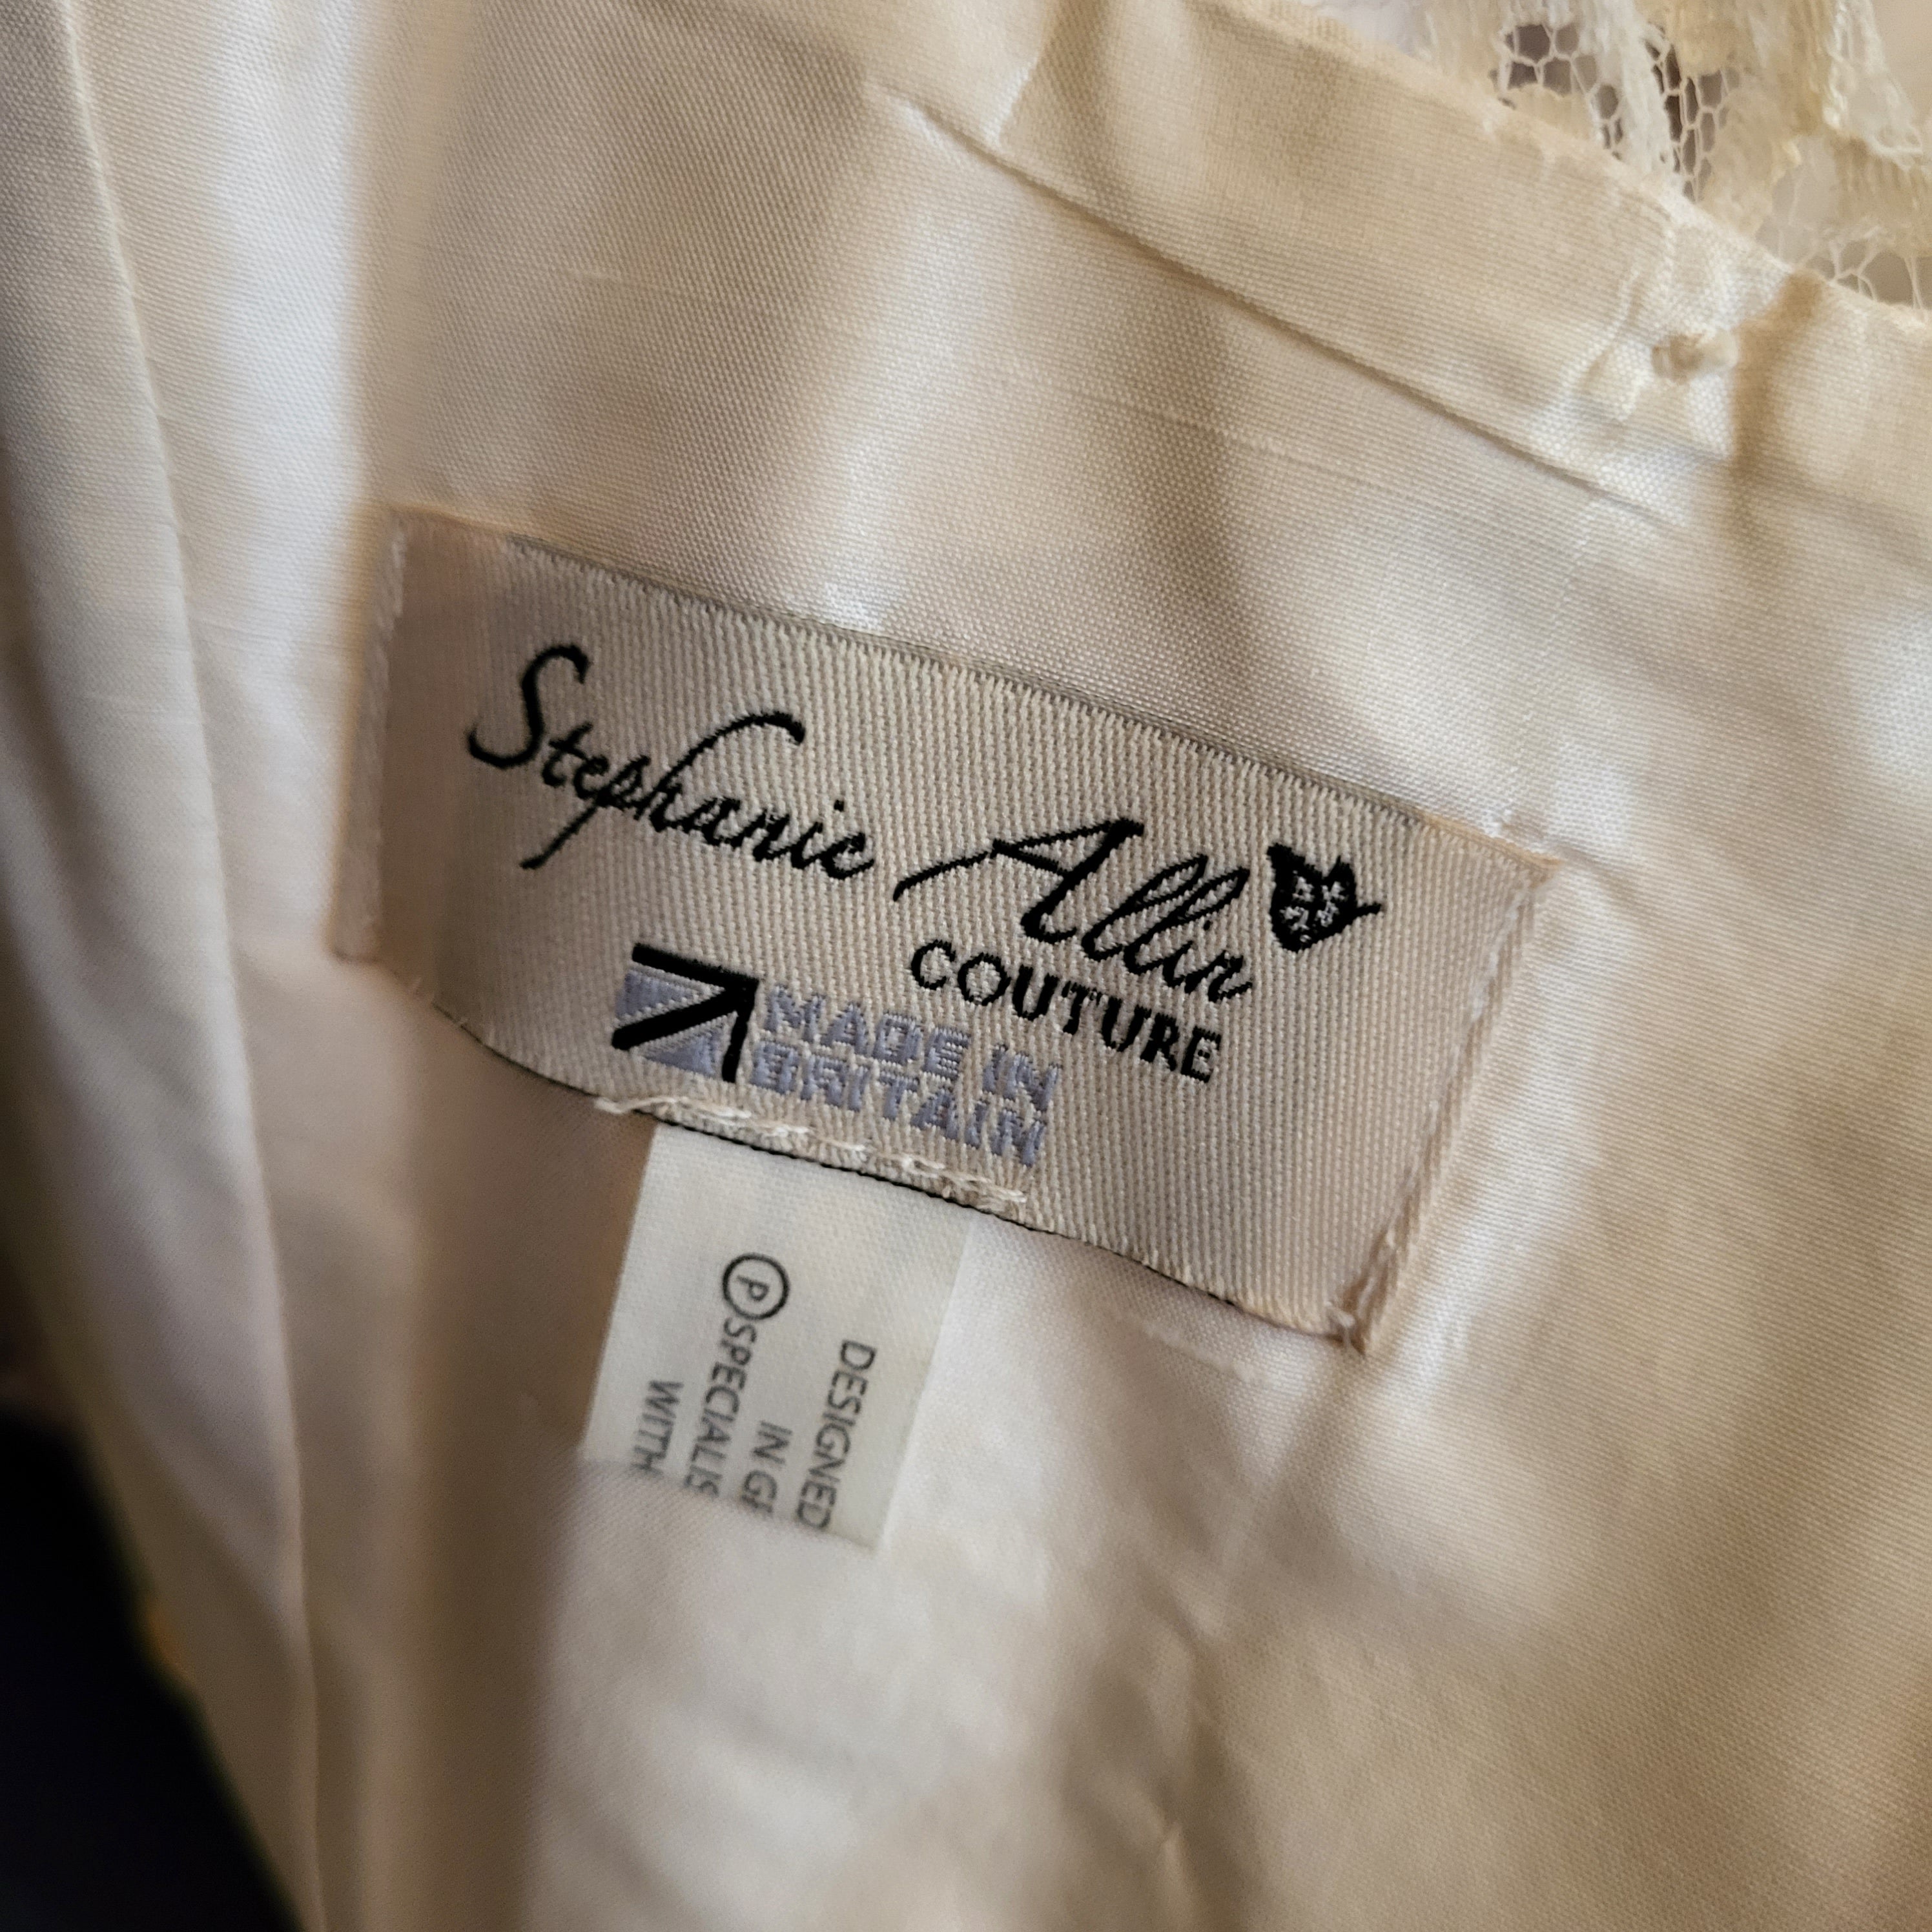 Stephanie Allin
COUTURE
MADE IN
BRITAIN
DESIGNED
IN
P SPECIALIS
WITH